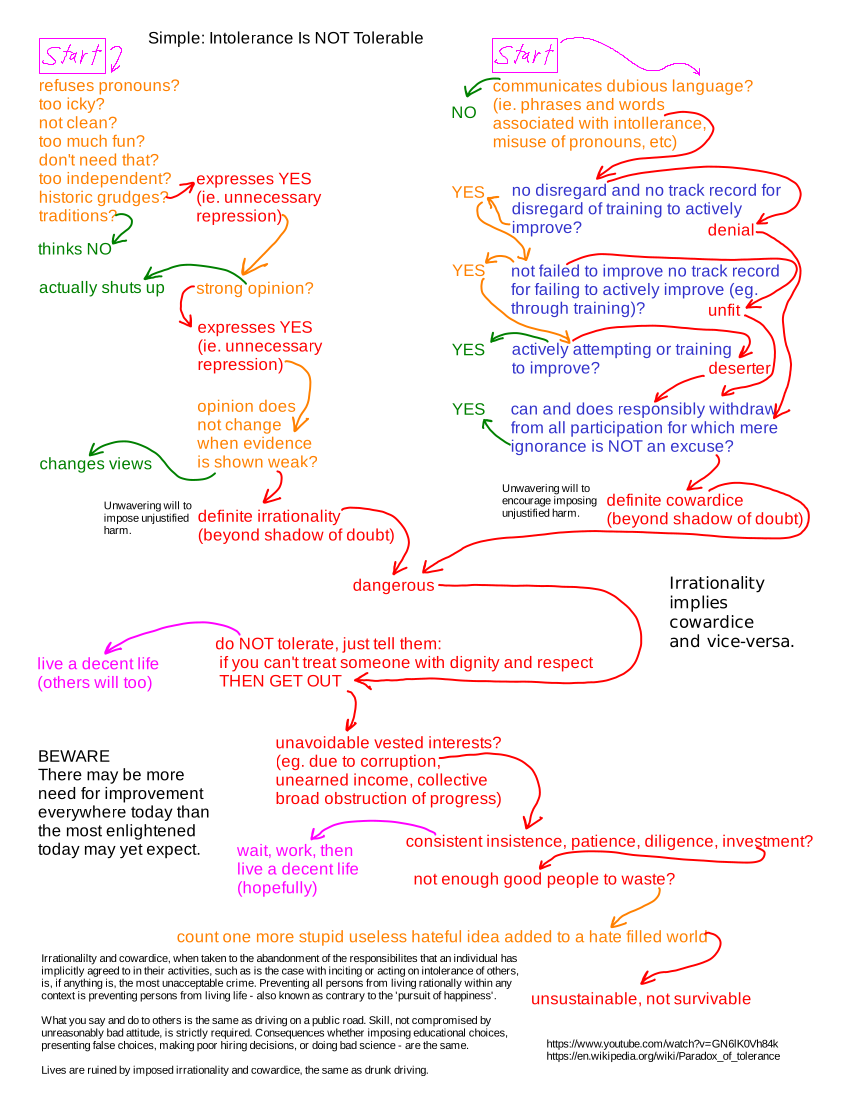 Simple: Intolerance Is NOT Tolerable
Start
refuses pronouns?
too icky?
not clean?
too much fun?
don't need that?
too independent?
historic grudges?
traditions?
expresses YES
(ie. unnecessary
repression)
thinks NO
actually shuts up
strong opinion?
expresses YES
(ie. unnecessary
repression)
opinion does
not change
when evidence
is shown weak?
changes views
Unwavering will to
impose unjustified
harm.
definite irrationality
(beyond shadow of doubt)
Start
communicates dubious language?
(ie. phrases and words
associated with intollerance,
misuse of pronouns, etc)
NO
YES
no disregard and no track record for
disregard of training to actively
improve?
denial
YES
not failed to improve no track record
for failing to actively improve (eg.
through training)?
unfit
YES
actively attempting or training
to improve?
deserter
YES
can and does responsibly withdraw
from all participation for which mere
ignorance is NOT an excuse?
Unwavering will to
encourage imposing
unjustified harm.
definite cowardice
(beyond shadow of doubt)
dangerous
Irrationality
implies
cowardice
and vice-versa.
do NOT tolerate, just tell them:
if you can't treat someone with dignity and respect
THEN GET OUT
live a decent life
(others will too)
unavoidable vested interests?
(eg. due to corruption,
unearned income, collective
broad obstruction of progress)
BEWARE
There may be more
need for improvement
everywhere today than
the most enlightened
today may yet expect.
consistent insistence, patience, diligence, investment?
wait, work, then
live a decent life
(hopefully)
not enough good people to waste?
count one more stupid useless hateful idea added to a hate filled world
unsustainable, not survivable
Irrationalilty and cowardice, when taken to the abandonment of the responsibilites that an individual has
implicitly agreed to in their activities, such as is the case with inciting or acting on intolerance of others,
is, if anything is, the most unacceptable crime. Preventing all persons from living rationally within any
context is preventing persons from living life - also known as contrary to the 'pursuit of happiness'.
What you say and do to others is the same as driving on a public road. Skill, not compromised by
unreasonably bad attitude, is strictly required. Consequences whether imposing educational choices,
presenting false choices, making poor hiring decisions, or doing bad science - are the same.
Lives are ruined by imposed irrationality and cowardice, the same as drunk driving.
https://www.youtube.com/watch?v=GN6lK0Vh84k
https://en.wikipedia.org/wiki/Paradox_of_tolerance